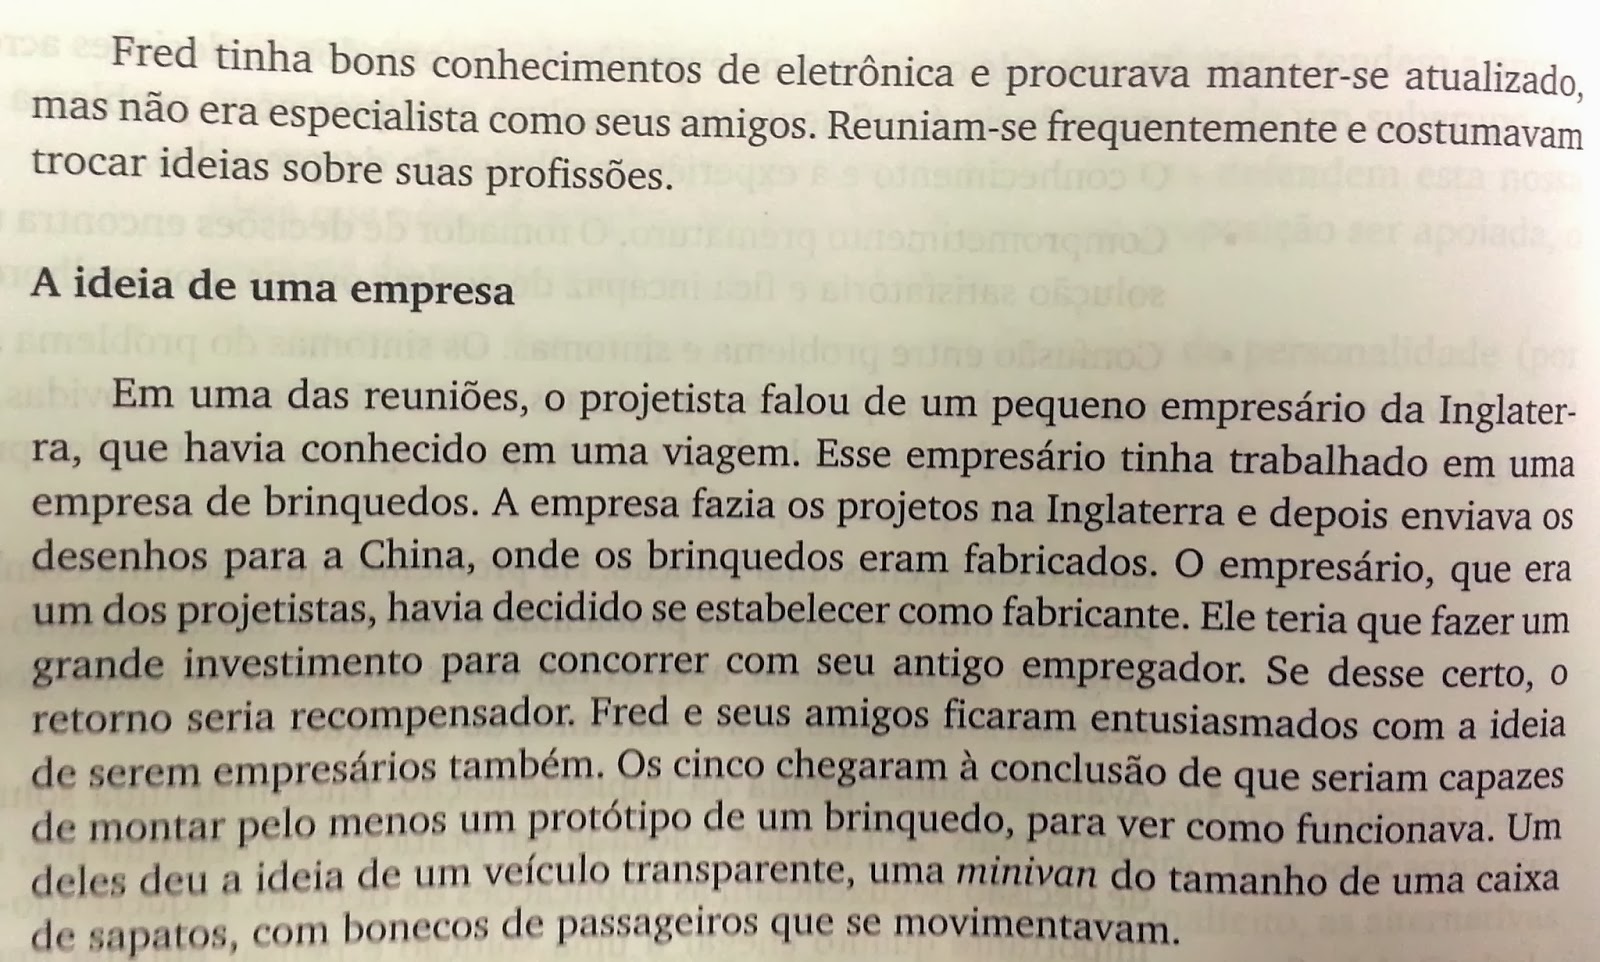 Fred tinha bons conhecimentos de eletrônica e procurava manter-se atualizado,
mas não era especialista como seus amigos. Reuniam-se frequentemente e costumavam
trocar ideias sobre suas profissões.
A ideia de uma empresa
Em uma das reuniões, o projetista falou de um pequeno empresário da Inglater-
ra, que havia conhecido em uma viagem. Esse empresário tinha trabalhado em uma
empresa de brinquedos. A empresa fazia os projetos na Inglaterra e depois enviava os
desenhos para a China, onde os brinquedos eram fabricados. O empresário, que era
um dos projetistas, havia decidido se estabelecer como fabricante. Ele teria que fazer um
grande investimento para concorrer com seu antigo empregador. Se desse certo, o
retorno seria recompensador. Fred e seus amigos ficaram entusiasmados com a ideia
de serem empresários também. Os cinco chegaram à conclusão de que seriam capazes
de montar pelo menos um protótipo de um brinquedo, para ver como funcionava. Um
deles deu a ideia de um veículo transparente, uma minivan do tamanho de uma caixa
de sapatos, com bonecos de passageiros que se movimentavam.